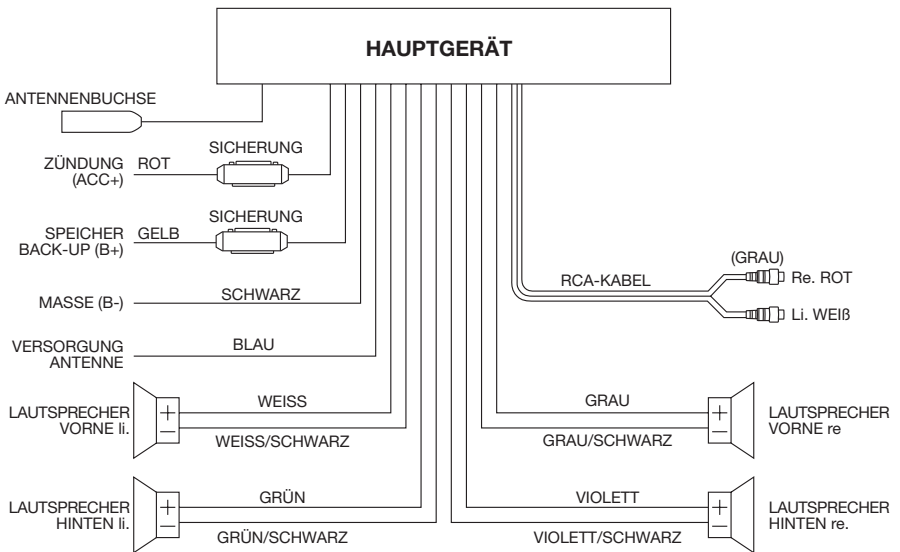 HAUPTGERÄT
ANTENNENBUCHSE
SICHERUNG
ZÜNDUNG ROT
(ACC+)
SICHERUNG
SPEICHER GELB
BACK-UP (B+)
(GRAU)
RCA-KABEL
Re. ROT
MASSE (B-)
SCHWARZ
Li. WEIß
VERSORGUNG
ANTENNE
BLAU
LAUTSPRECHER
VORNE li.
+
–
WEISS
WEISS/SCHWARZ
GRAU
GRAU/SCHWARZ
+
–
LAUTSPRECHER
VORNE re
LAUTSPRECHER
HINTEN li.
+
–
GRÜN
GRÜN/SCHWARZ
VIOLETT
VIOLETT/SCHWARZ
+
–
LAUTSPRECHER
HINTEN re.